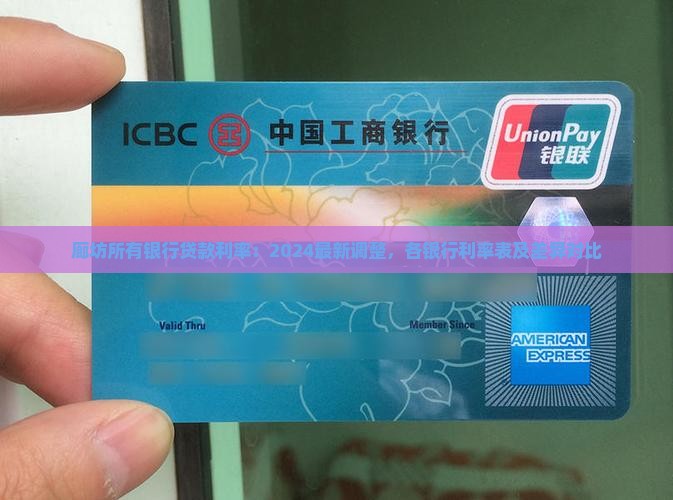 ICBC 中国工商银行
UnionPay
银联
廊坊所有银行贷款利率：2024最新调整，各银行利率表及差异对比
Valid Thru
Member Since
AMERICAN
EXPRESS